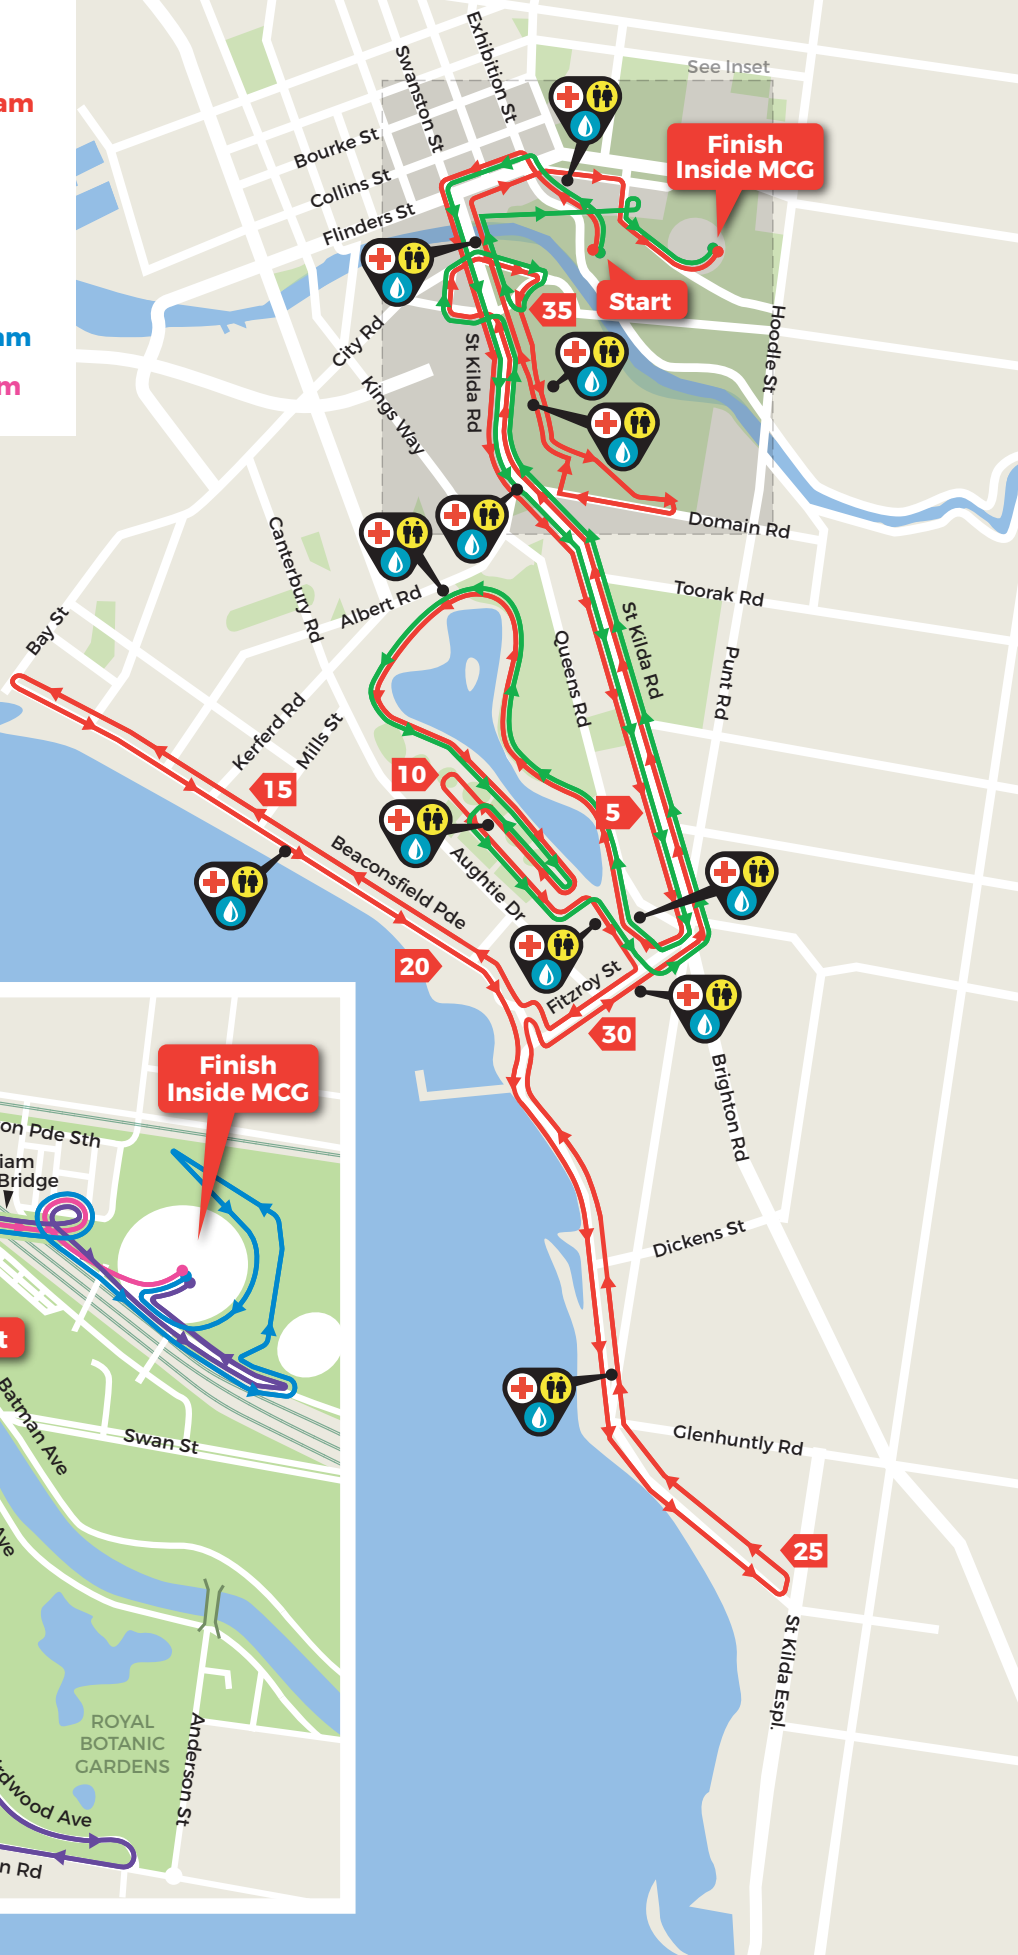 am
am
m
See Inset
Exhibition St
Swanston St
Bourke St
Collins St
Flinders St
Finish
Inside MCG
Start
35
City Rd
St Kilda Rd
Hoddle St
Kings Way
Domain Rd
Canterbury Rd
Albert Rd
Toorak Rd
Bay St
Queens Rd
St Kilda Rd
Punt Rd
Kerferd Rd
Mills St
10
15
5
Beaconsfield Pde
Aughtie Dr
20
Fitzroy St
30
Brighton Rd
Dickens St
Glenhuntly Rd
25
St Kilda Espl.
Finish
Inside MCG
on Pde Sth
iam
Bridge
t
Batman Ave
Swan St
Ave
ROYAL
BOTANIC
GARDENS
Anderson St
rdwood Ave
n Rd